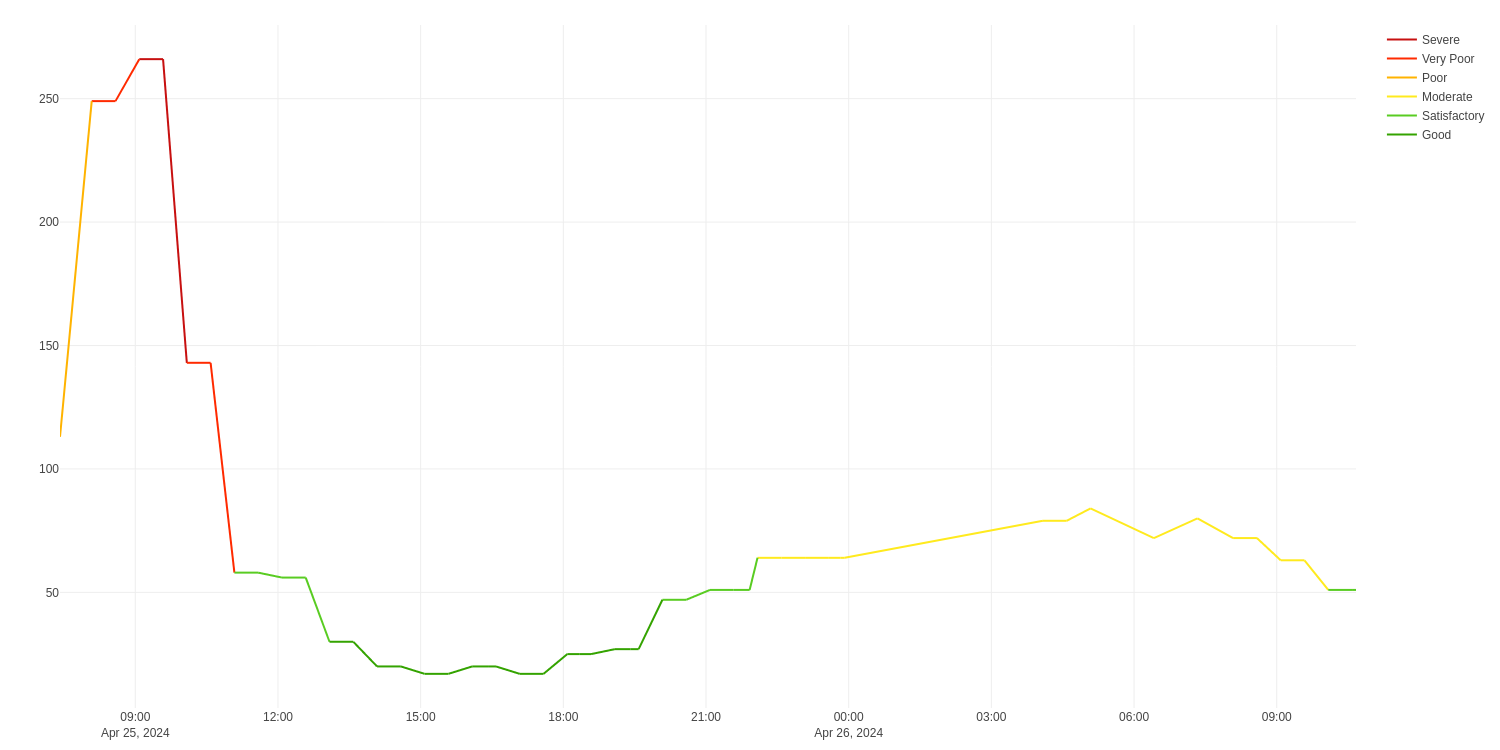 Severe
Very Poor
Poor
Moderate
Satisfactory
Good
250
200
150
100
50
09:00
12:00
15:00
18:00
21:00
00:00
03:00
06:00
09:00
Apr 25, 2024
Apr 26, 2024